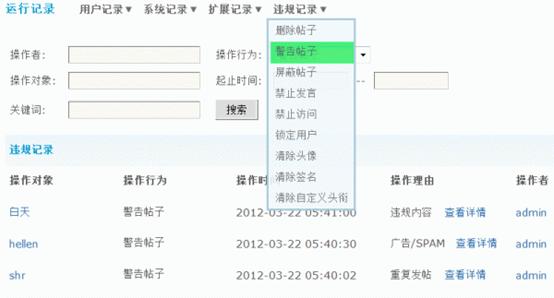 运行记录 用户记录▼ 系统记录▼ 扩展记录▼ 违规记录▼
删除帖子
警告帖子
屏蔽帖子
禁止发言
禁止访问
锁定用户
清除头像
清除签名
清除自定义头衔
操作者: 操作行为:
操作对象: 起止时间: --
关键词: 搜索
违规记录
操作对象 操作行为 操作时 操作理由 操作者
白天 警告帖子 2012-03-22 05:41:00 违规内容 查看详情 admin
hellen 警告帖子 2012-03-22 05:40:30 广告/SPAM 查看详情 admin
shr 警告帖子 2012-03-22 05:40:02 重复发帖 查看详情 admin